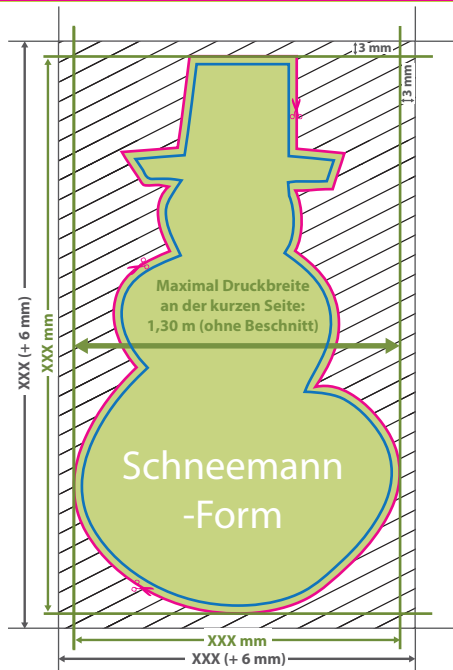 3 mm
3 mm
Maximal Druckbreite
an der kurzen Seite:
1,30 m (ohne Beschnitt)
XXX (+ 6 mm)
XXX mm
Schneemann
-Form
XXX mm
XXX (+ 6 mm)